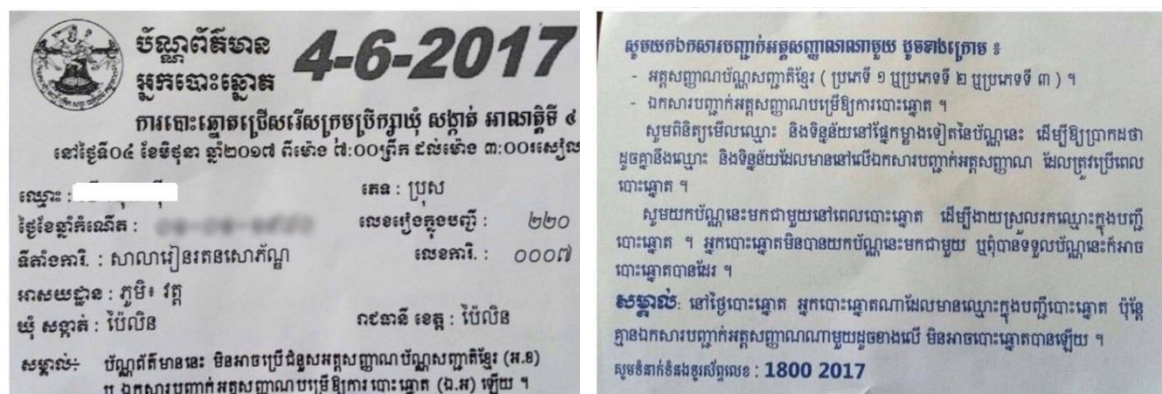 ប័ណ្ណព័ត៌មាន
អ្នកបោះឆ្នោត
4-6-2017
ការបោះឆ្នោតជ្រើសរើសក្រុមប្រឹក្សាឃុំ សង្កាត់ អាណត្តិទី ៤
នៅថ្ងៃទី០៤ ខែមិថុនា ឆ្នាំ២០១៧ ពីម៉ោង ៧:០០ព្រឹក ដល់ម៉ោង ៣:០០រសៀល
ឈ្មោះ :
ភេទ : ប្រុស
ថ្ងៃខែឆ្នាំកំណើត :
លេខរៀងក្នុងបញ្ជី : ២២០
ទីតាំងការិ. : សាលារៀនរតនសោភ័ណ្ឌ
លេខការិ. : ០០០៧
អាសយដ្ឋាន : ភូមិ៖ វត្ត
ឃុំ សង្កាត់ : ប៉ៃលិន
រាជធានី ខេត្ត : ប៉ៃលិន
សម្គាល់: ប័ណ្ណព័ត៌មាននេះ មិនអាចប្រើជំនួសអត្តសញ្ញាណប័ណ្ណសញ្ជាតិខ្មែរ (អ.ខ)
ឬ ឯកសារបញ្ជាក់អត្តសញ្ញាណបម្រើឱ្យការបោះឆ្នោត (ឯ.អ) ឡើយ ។
សូមយកឯកសារបញ្ជាក់អត្តសញ្ញាណណាមួយ ដូចខាងក្រោម ៖
- អត្តសញ្ញាណប័ណ្ណសញ្ជាតិខ្មែរ ( ប្រភេទទី ១ ឬប្រភេទទី ២ ឬប្រភេទទី ៣ ) ។
- ឯកសារបញ្ជាក់អត្តសញ្ញាណបម្រើឱ្យការបោះឆ្នោត ។
សូមពិនិត្យមើលឈ្មោះ និងទិន្នន័យនៅផ្នែកម្ខាងទៀតនៃប័ណ្ណនេះ ដើម្បីឱ្យប្រាកដថា
ដូចគ្នានឹងឈ្មោះ និងទិន្នន័យដែលមាននៅលើឯកសារបញ្ជាក់អត្តសញ្ញាណ ដែលត្រូវប្រើពេល
បោះឆ្នោត ។
សូមយកប័ណ្ណនេះមកជាមួយនៅពេលបោះឆ្នោត ដើម្បីងាយស្រួលរកឈ្មោះក្នុងបញ្ជី
បោះឆ្នោត ។ អ្នកបោះឆ្នោតមិនបានយកប័ណ្ណនេះមកជាមួយ ឬពុំបានទទួលប័ណ្ណនេះក៏អាច
បោះឆ្នោតបានដែរ ។
សម្គាល់: នៅថ្ងៃបោះឆ្នោត អ្នកបោះឆ្នោតណាដែលមានឈ្មោះក្នុងបញ្ជីបោះឆ្នោត ប៉ុន្តែ
គ្មានឯកសារបញ្ជាក់អត្តសញ្ញាណណាមួយដូចខាងលើ មិនអាចបោះឆ្នោតបានឡើយ ។
សូមទំនាក់ទំនងទូរស័ព្ទលេខ : 1800 2017